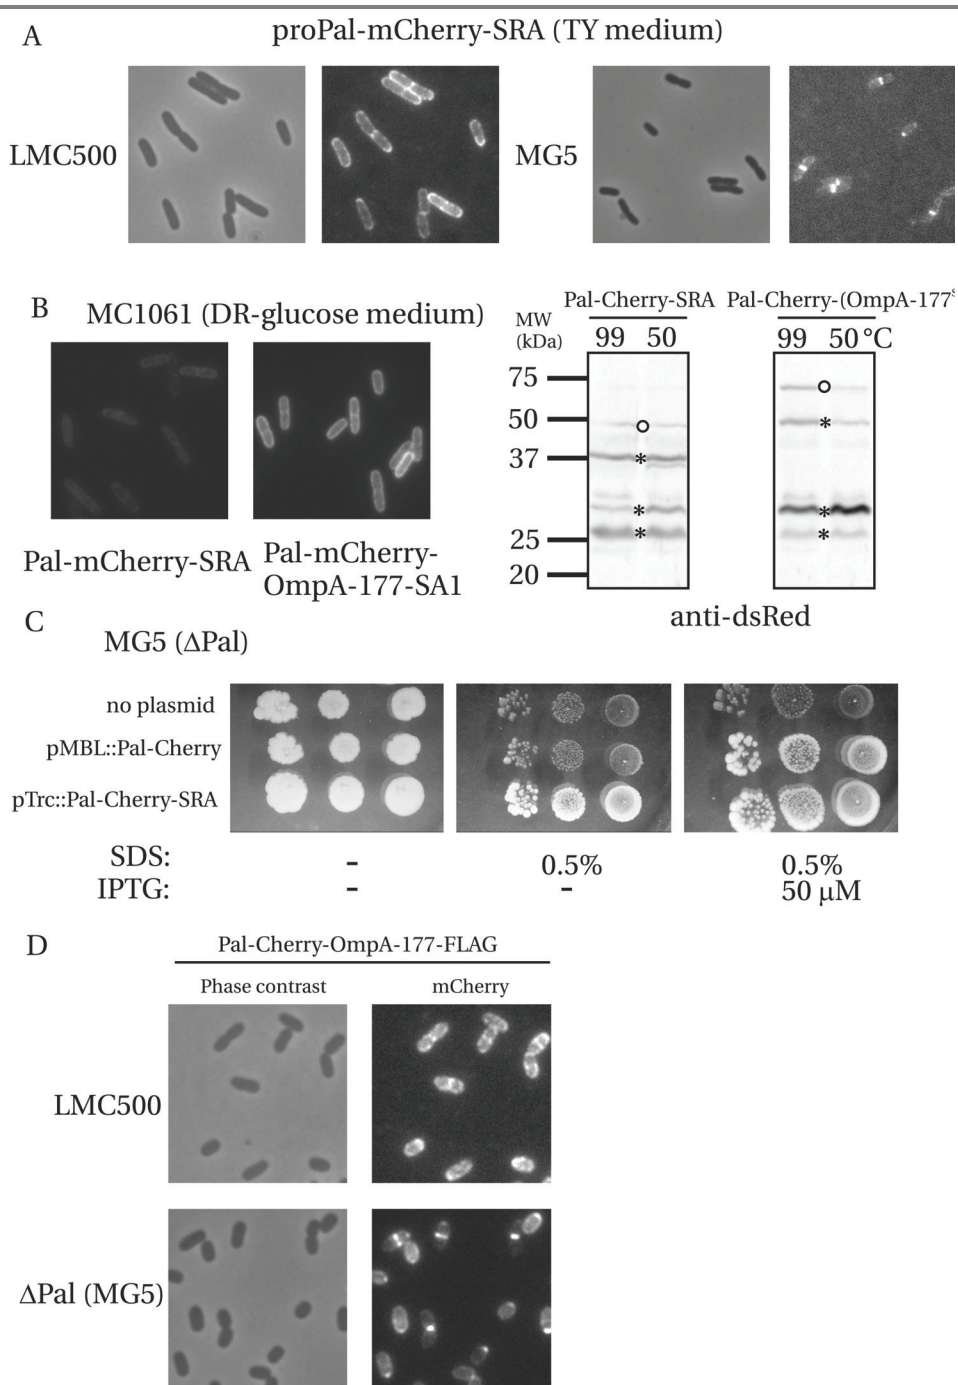 A
proPal-mCherry-SRA (TY medium)
LMC500
MG5
B
MC1061 (DR-glucose medium)
Pal-mCherry-SRA
Pal-mCherry-
OmpA-177-SA1
Pal-Cherry-SRA
Pal-Cherry-(OmpA-177
MW
(kDa)
99 50
99 50 °C
75
50
37
25
20
anti-dsRed
C
MG5 (ΔPal)
no plasmid
pMBL::Pal-Cherry
pTrc::Pal-Cherry-SRA
SDS: - 0.5% 0.5%
IPTG: - - 50 µM
D
Pal-Cherry-OmpA-177-FLAG
Phase contrast
mCherry
LMC500
ΔPal (MG5)